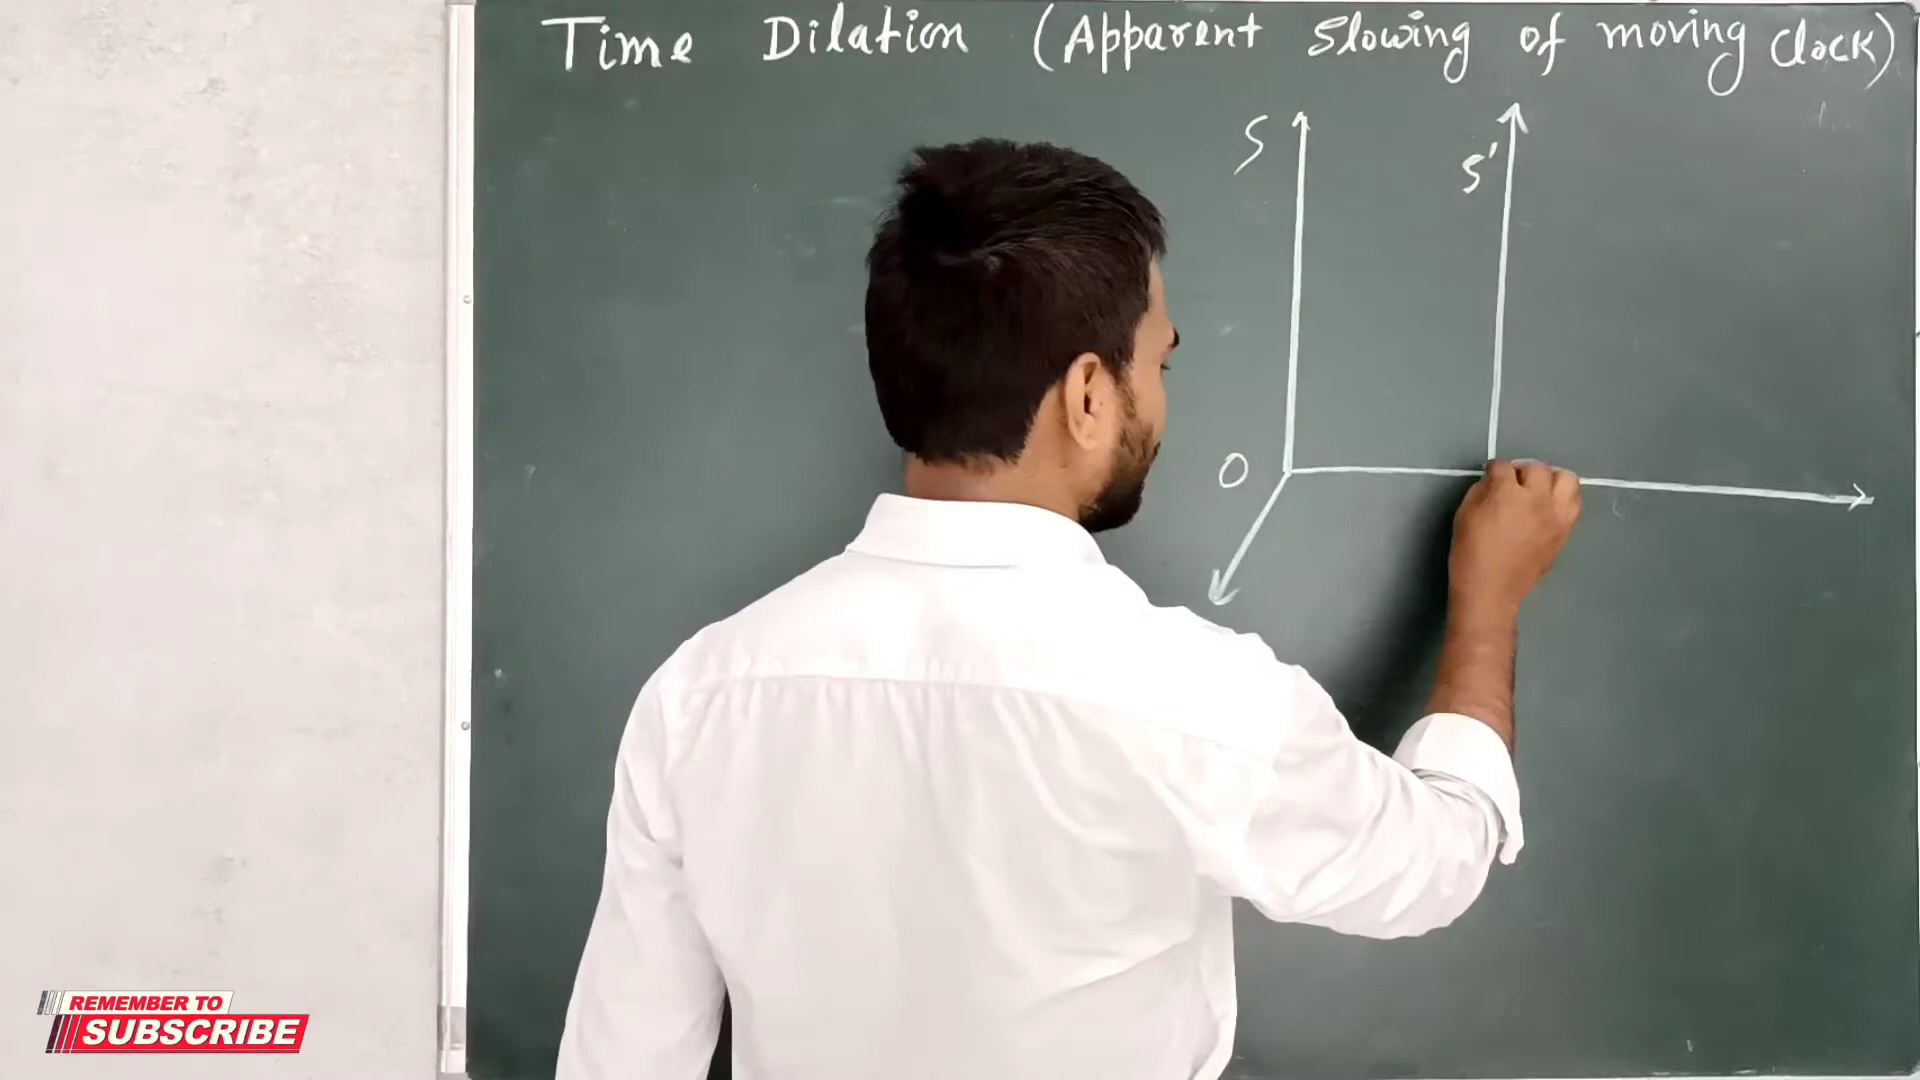 Time Dilation (Apparent Slowing of moving Clock)
S
S'
O
REMEMBER TO
SUBSCRIBE